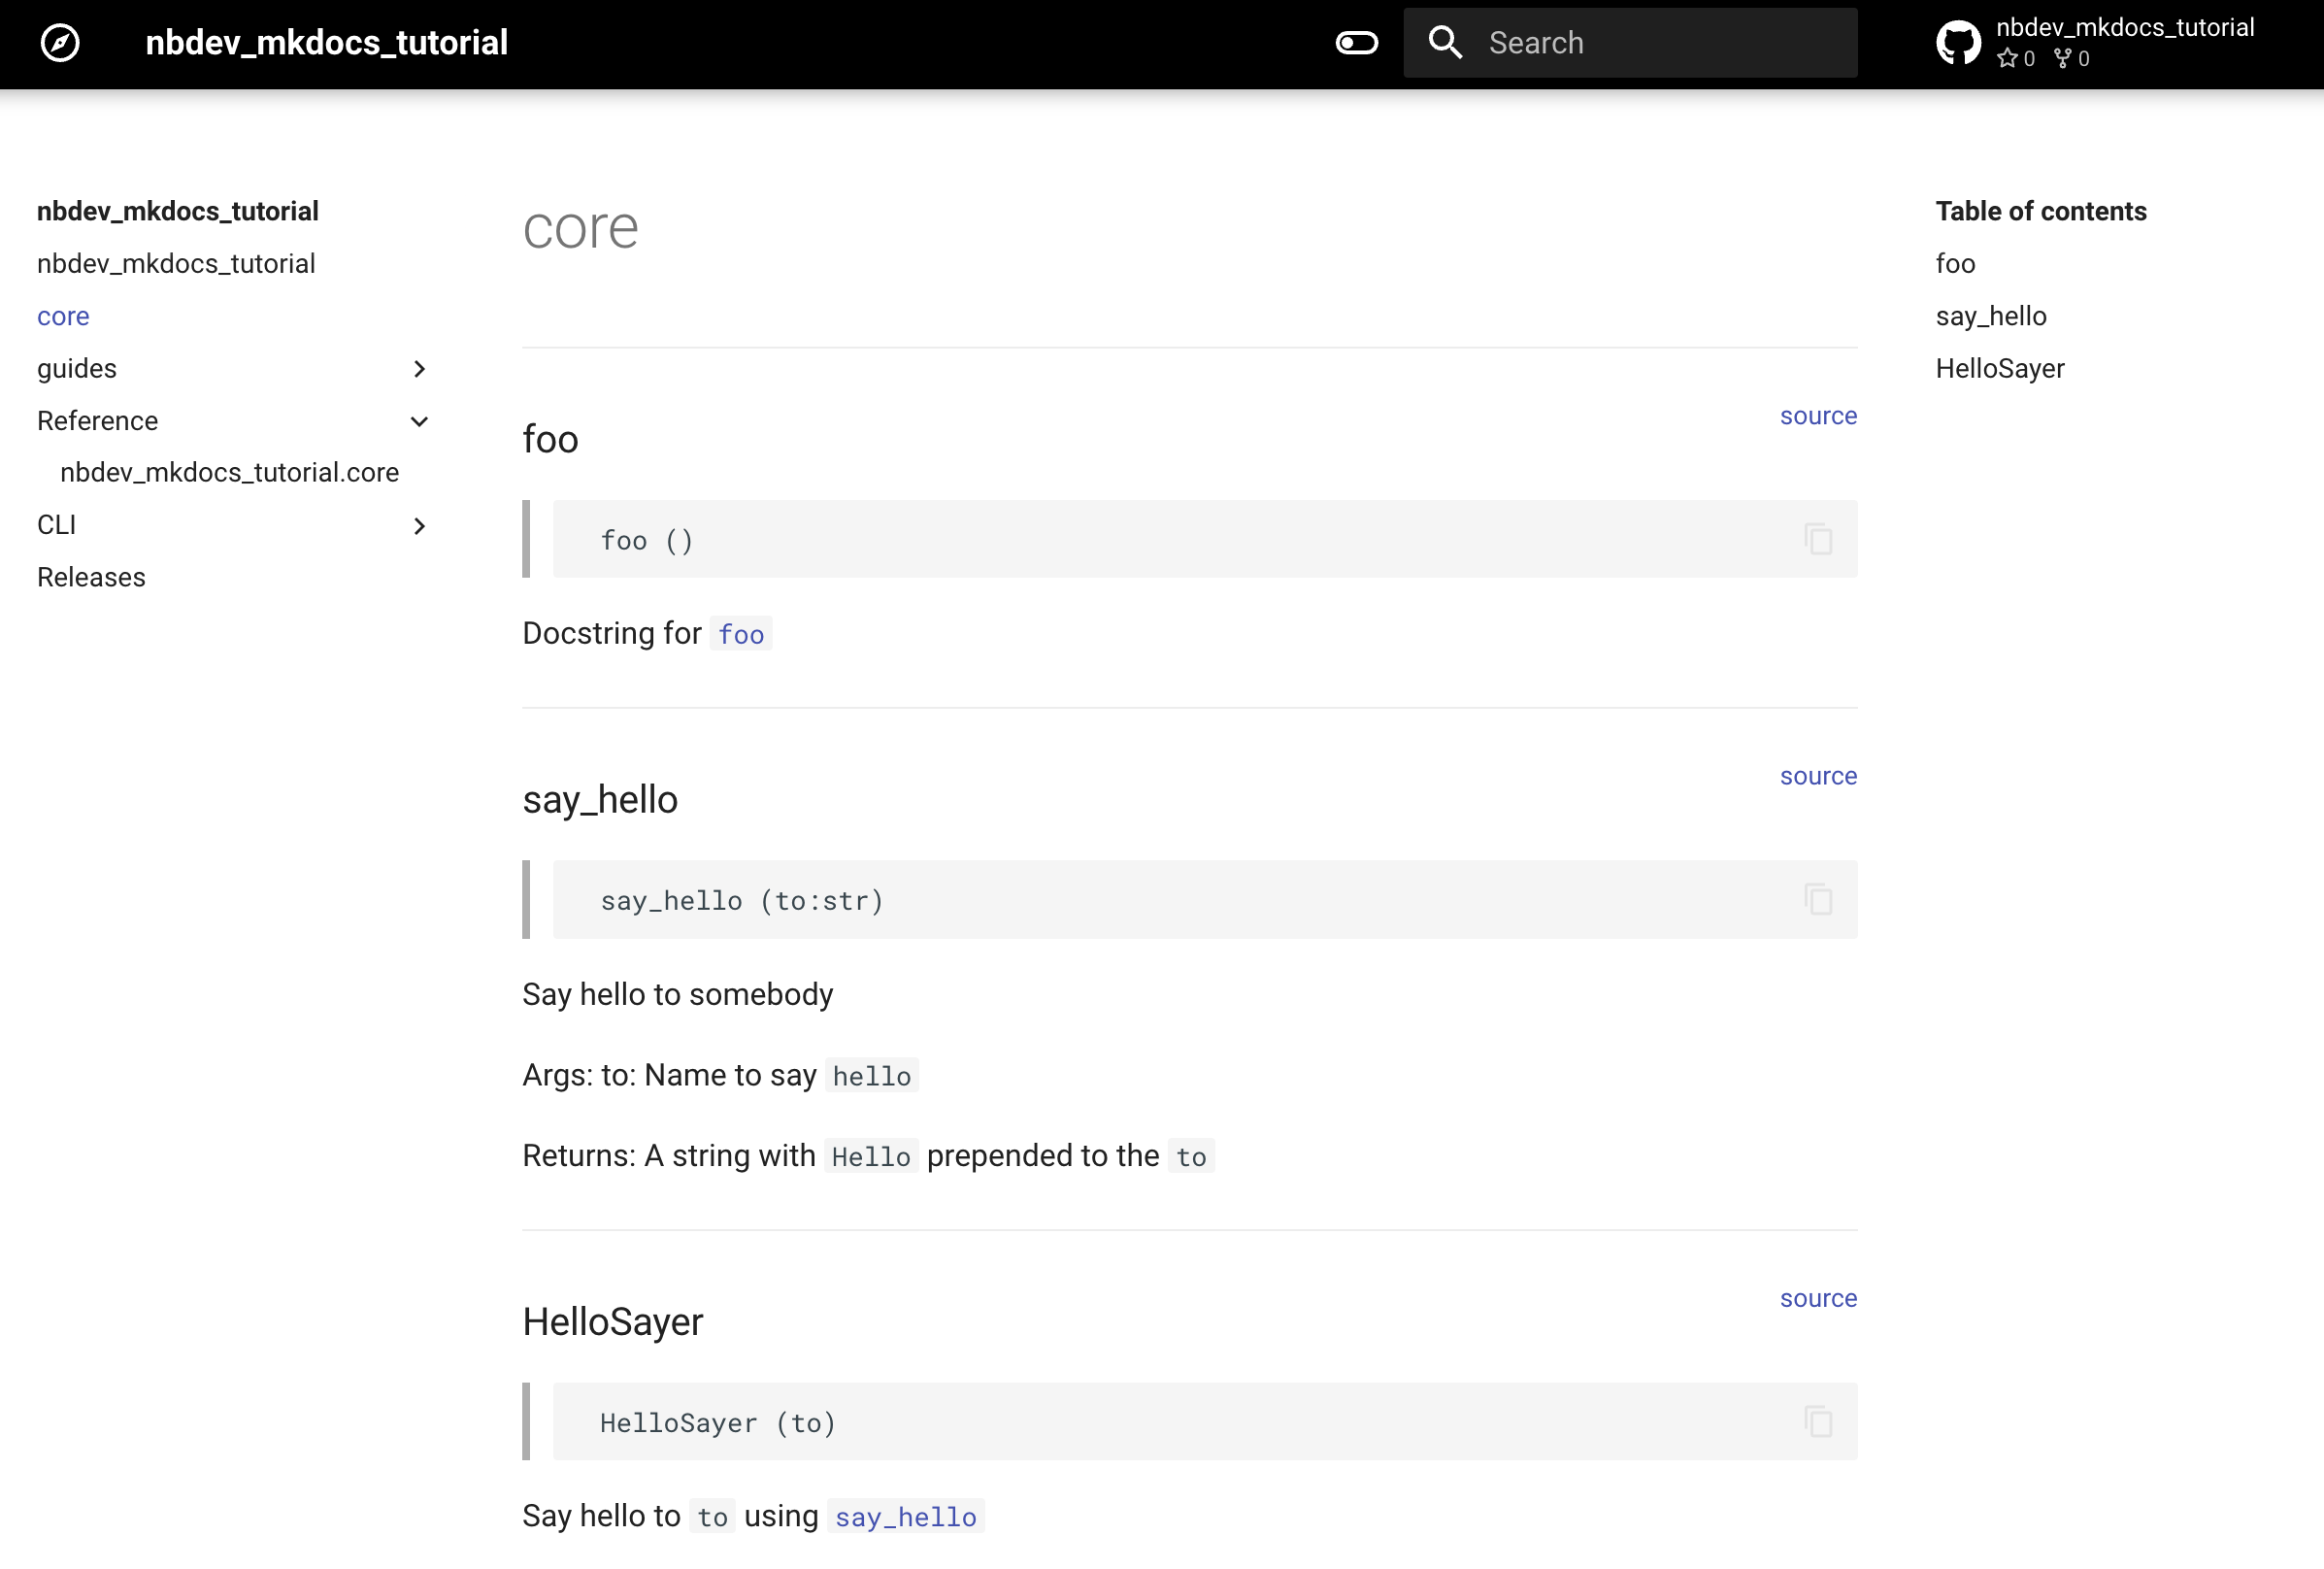 nbdev_mkdocs_tutorial
Search
nbdev_mkdocs_tutorial
0 0
nbdev_mkdocs_tutorial
nbdev_mkdocs_tutorial
core
guides
Reference
nbdev_mkdocs_tutorial.core
CLI
Releases
core
source
foo
foo ()
Docstring for foo
source
say_hello
say_hello (to:str)
Say hello to somebody
Args: to: Name to say hello
Returns: A string with Hello prepended to the to
source
HelloSayer
HelloSayer (to)
Say hello to to using say_hello
Table of contents
foo
say_hello
HelloSayer